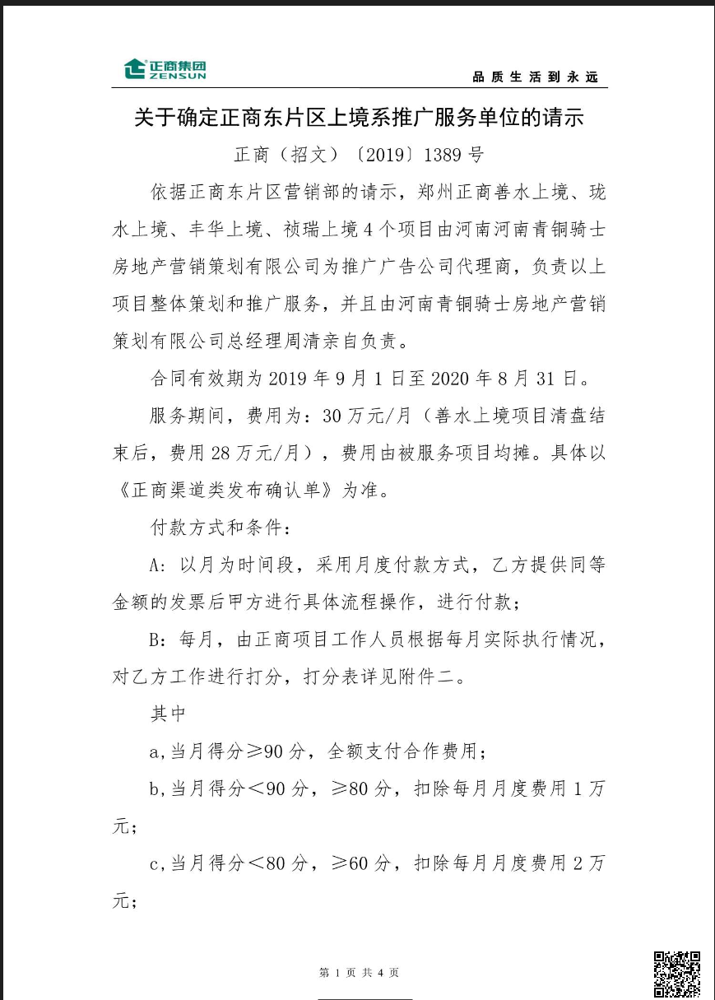 正商集团
ZENSUN
品质生活到永远
关于确定正商东片区上境系推广服务单位的请示
正商（招文）〔2019〕1389 号
依据正商东片区营销部的请示，郑州正商善水上境、珑
水上境、丰华上境、祯瑞上境 4 个项目由河南河南青铜骑士
房地产营销策划有限公司为推广广告公司代理商，负责以上
项目整体策划和推广服务，并且由河南青铜骑士房地产营销
策划有限公司总经理周清亲自负责。
合同有效期为 2019 年 9 月 1 日至 2020 年 8 月 31 日。
服务期间，费用为：30 万元/月（善水上境项目清盘结
束后，费用 28 万元/月），费用由被服务项目均摊。具体以
《正商渠道类发布确认单》为准。
付款方式和条件：
A: 以月为时间段，采用月度付款方式，乙方提供同等
金额的发票后甲方进行具体流程操作，进行付款；
B：每月，由正商项目工作人员根据每月实际执行情况，
对乙方工作进行打分，打分表详见附件二。
其中
a,当月得分≥90 分，全额支付合作费用；
b,当月得分＜90 分，≥80 分，扣除每月月度费用 1 万
元；
c,当月得分＜80 分，≥60 分，扣除每月月度费用 2 万
元；
第 1 页 共 4 页